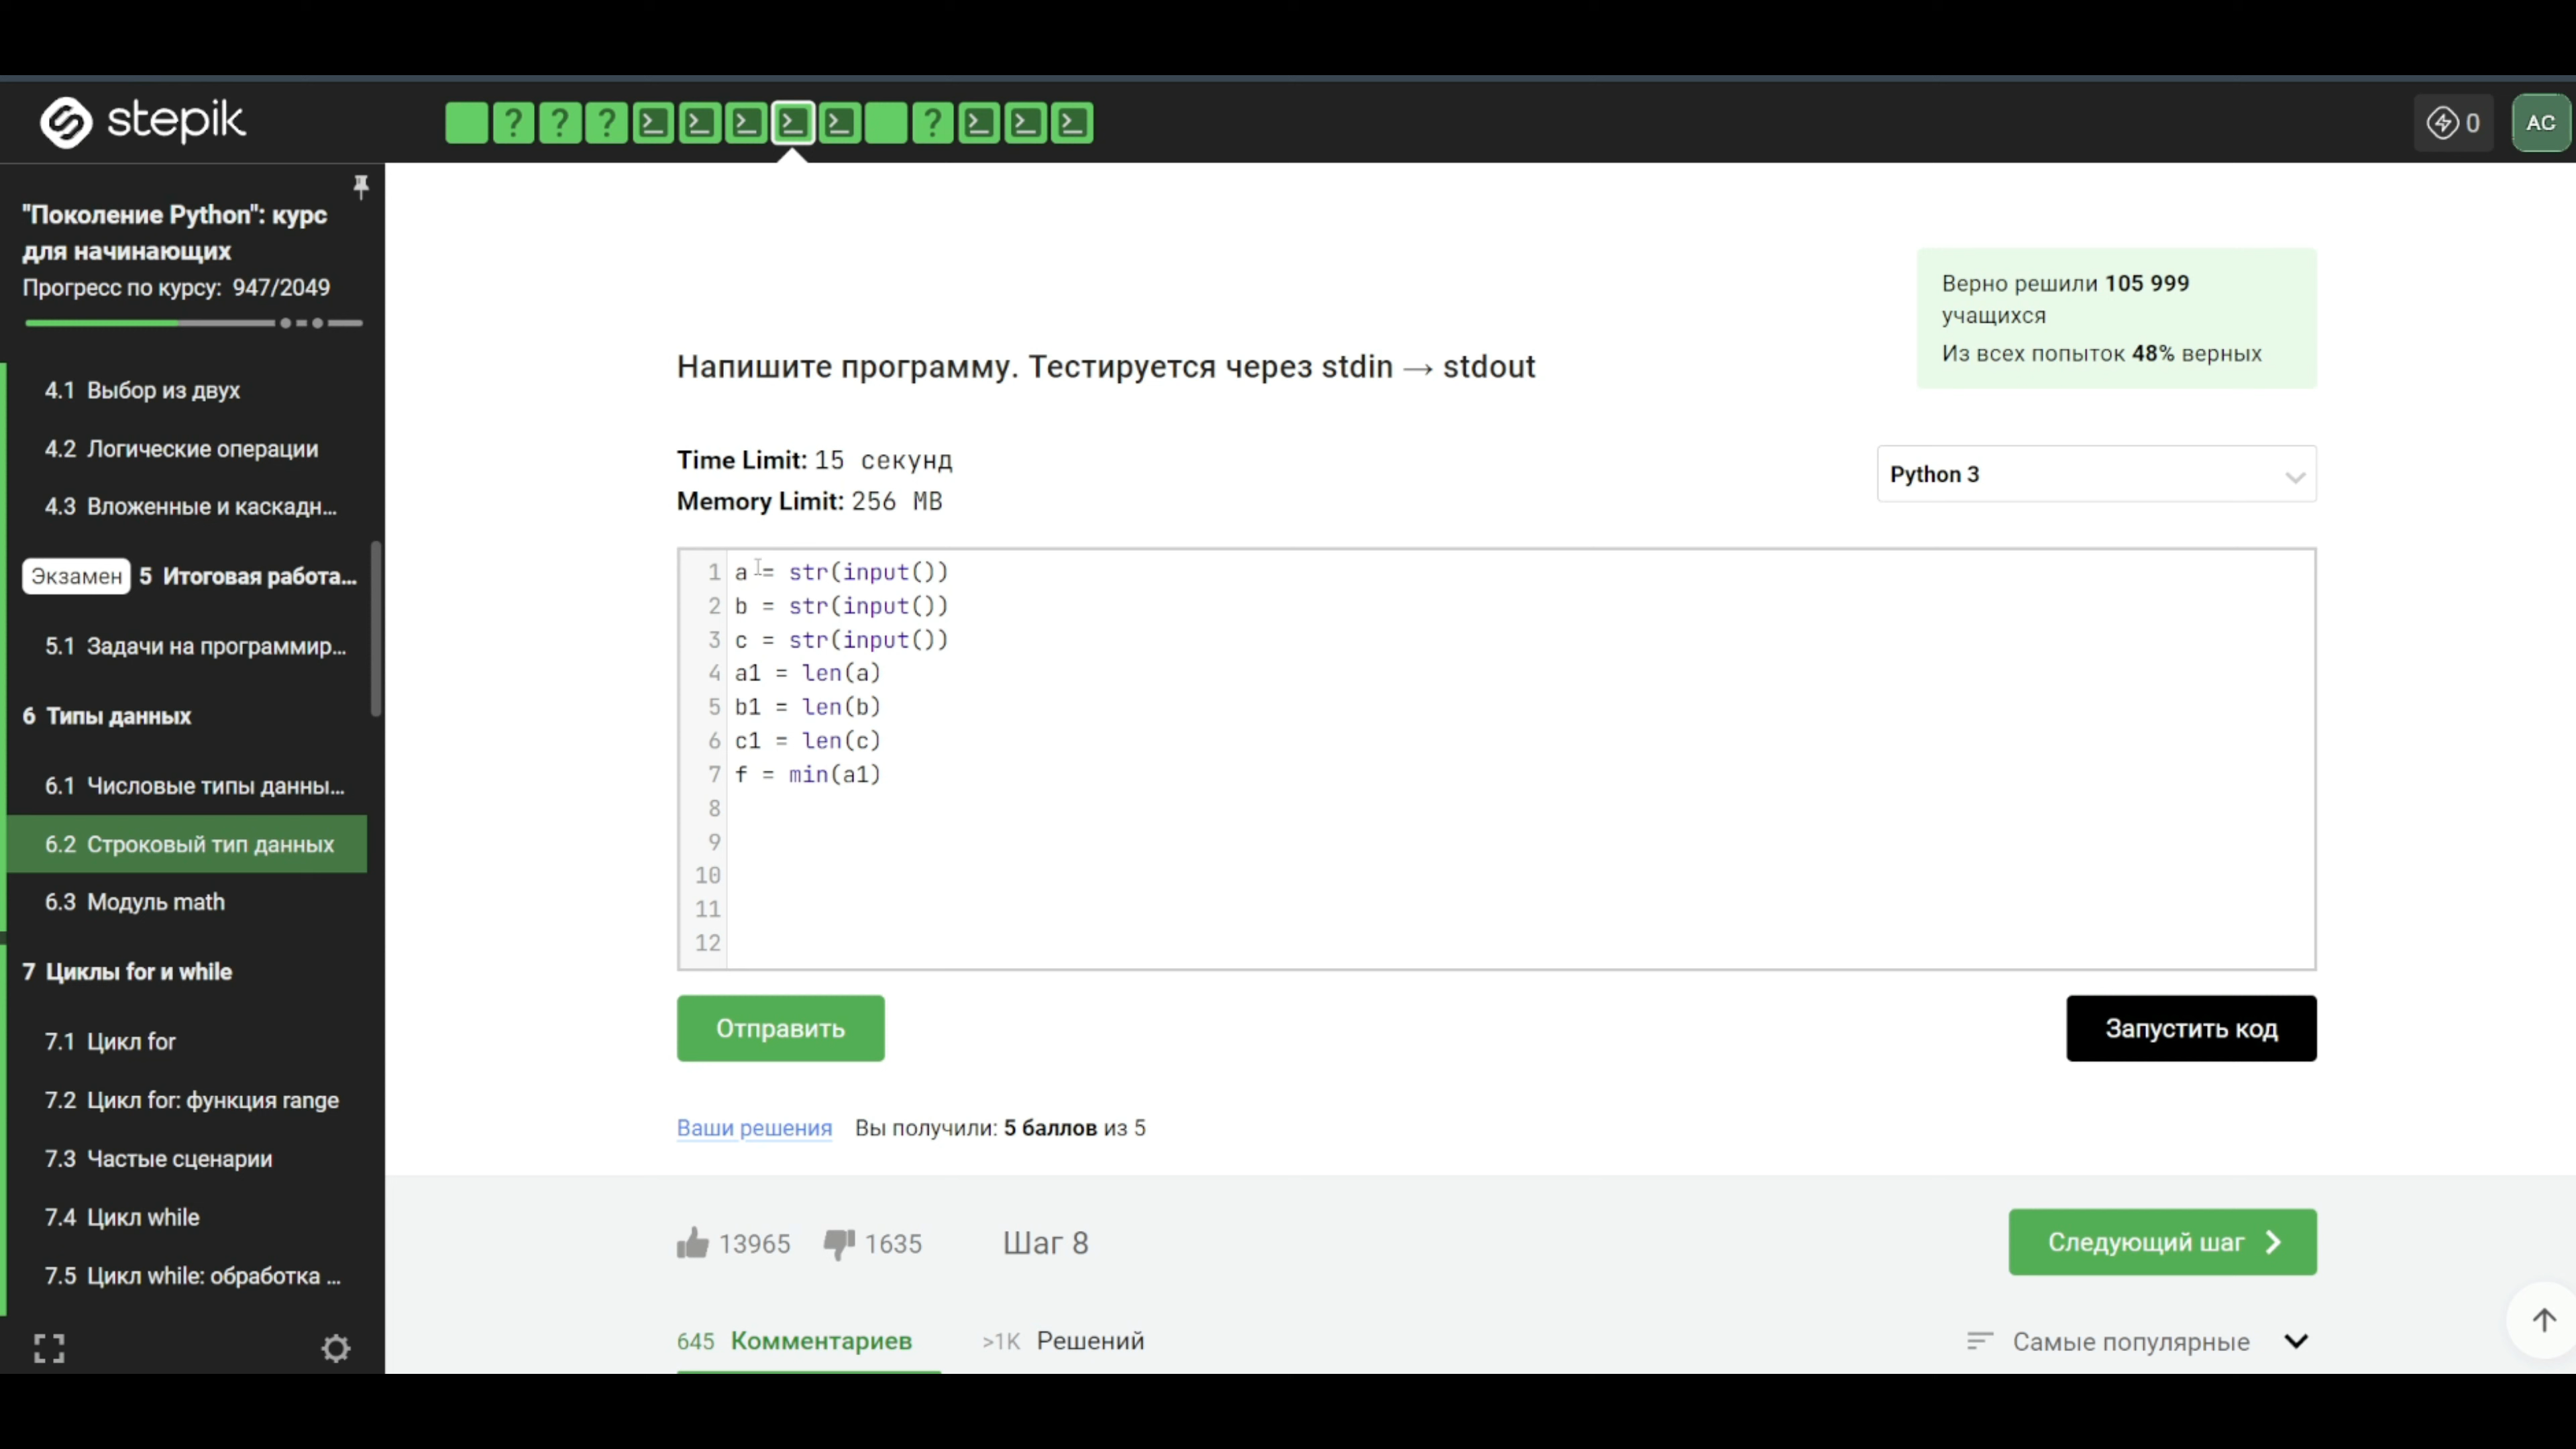 stepik
? ? ? ?
0
AC
"Поколение Python": курс
для начинающих
Прогресс по курсу: 947/2049
4.1 Выбор из двух
4.2 Логические операции
4.3 Вложенные и каскадн...
Экзамен 5 Итоговая работа...
5.1 Задачи на программир...
6 Типы данных
6.1 Числовые типы данны...
6.2 Строковый тип данных
6.3 Модуль math
7 Циклы for и while
7.1 Цикл for
7.2 Цикл for: функция range
7.3 Частые сценарии
7.4 Цикл while
7.5 Цикл while: обработка ...
Верно решили 105 999
учащихся
Из всех попыток 48% верных
Напишите программу. Тестируется через stdin → stdout
Time Limit: 15 секунд
Memory Limit: 256 MB
Python 3
1 a = str(input())
2 b = str(input())
3 c = str(input())
4 a1 = len(a)
5 b1 = len(b)
6 c1 = len(c)
7 f = min(a1)
8
9
10
11
12
Отправить
Запустить код
Ваши решения Вы получили: 5 баллов из 5
13965 1635 Шаг 8
Следующий шаг
645 Комментариев >1K Решений
Самые популярные